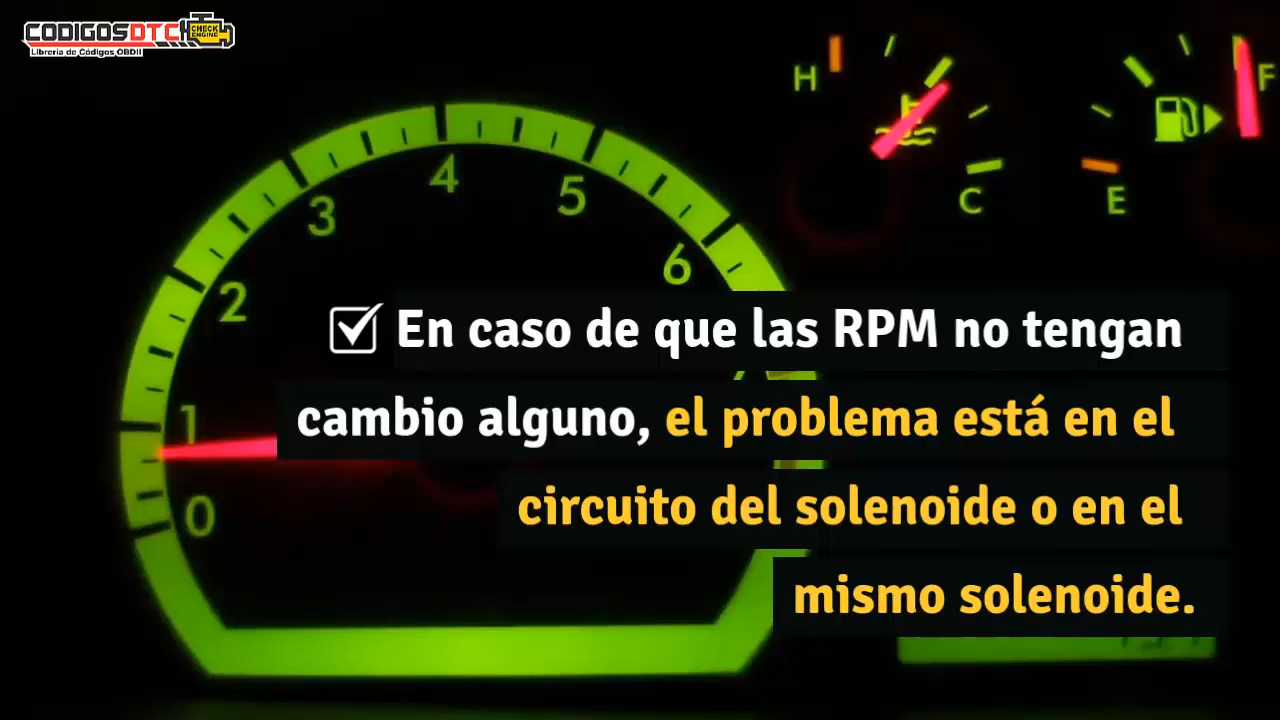 CODIGOSDTC
CHECK
ENGINE
Librería de Códigos OBDII
H
C
E
F
0
1
2
3
4
5
6
En caso de que las RPM no tengan
cambio alguno, el problema está en el
circuito del solenoide o en el
mismo solenoide.